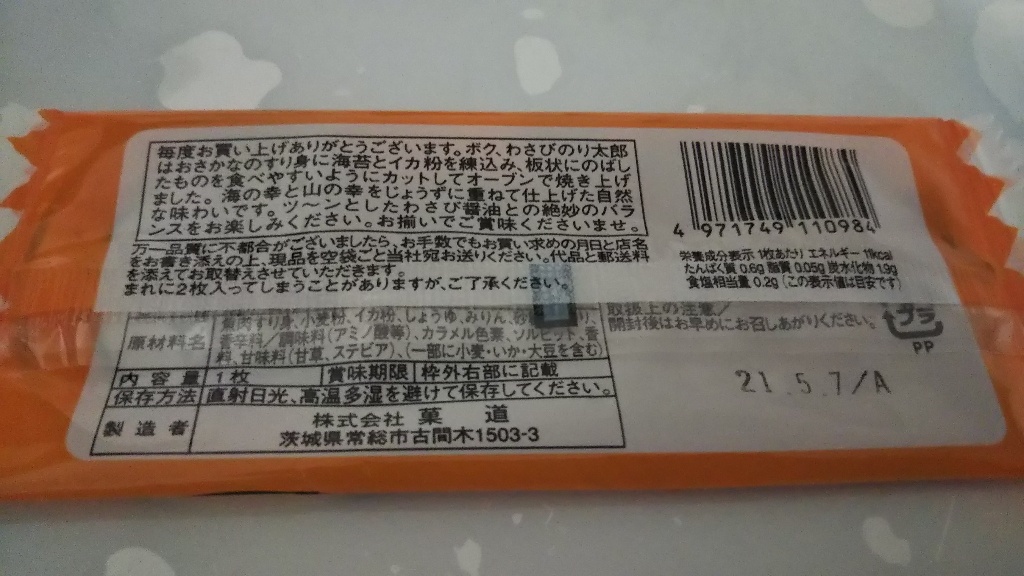 毎度お買い上げありがとうございます。ボク、わさびのり太郎
はおさかなのすり身に海苔とイカ粉を練込み、板状にのばし
たものを食べやすいようにカットしてオーブンで焼き上げ
ました。海の幸と山の幸をじょうずに重ねて仕上げた自然
な味わいです。ツ〜ンとしたわさび醤油との絶妙のバラ
ンスをお楽しみください。お揃いでご賞味くださいませ。
万一品質に不都合がございましたら、お手数でもお買い求めの月日と店名
をお書き添えの上、現品を空袋ごと当社宛お送りください。代品と郵送料
を添えてお取替えさせていただきます。
まれに2枚入ってしまうことがありますが、ご了承ください。
原材料名
魚肉すり身、小麦粉、イカ粉、しょうゆ、みりん、
香辛料／調味料(アミノ酸等)、カラメル色素、ソルビット、香
料、甘味料(甘草、ステビア)、(一部に小麦・いか・大豆を含む)
内容量 1枚 賞味期限 枠外右部に記載
保存方法 直射日光、高温多湿を避けて保存してください。
製造者 株式会社 菓道
茨城県常総市古間木1503-3
4 971749 110984
栄養成分表示 1枚あたり エネルギー 11kcal
たんぱく質 0.6g 脂質 0.05g 炭水化物 1.9g
食塩相当量 0.2g (この表示値は目安です)
取扱上の注意／
開封後はお早めにお召しあがりください。
プラ
PP
21.5.7/A